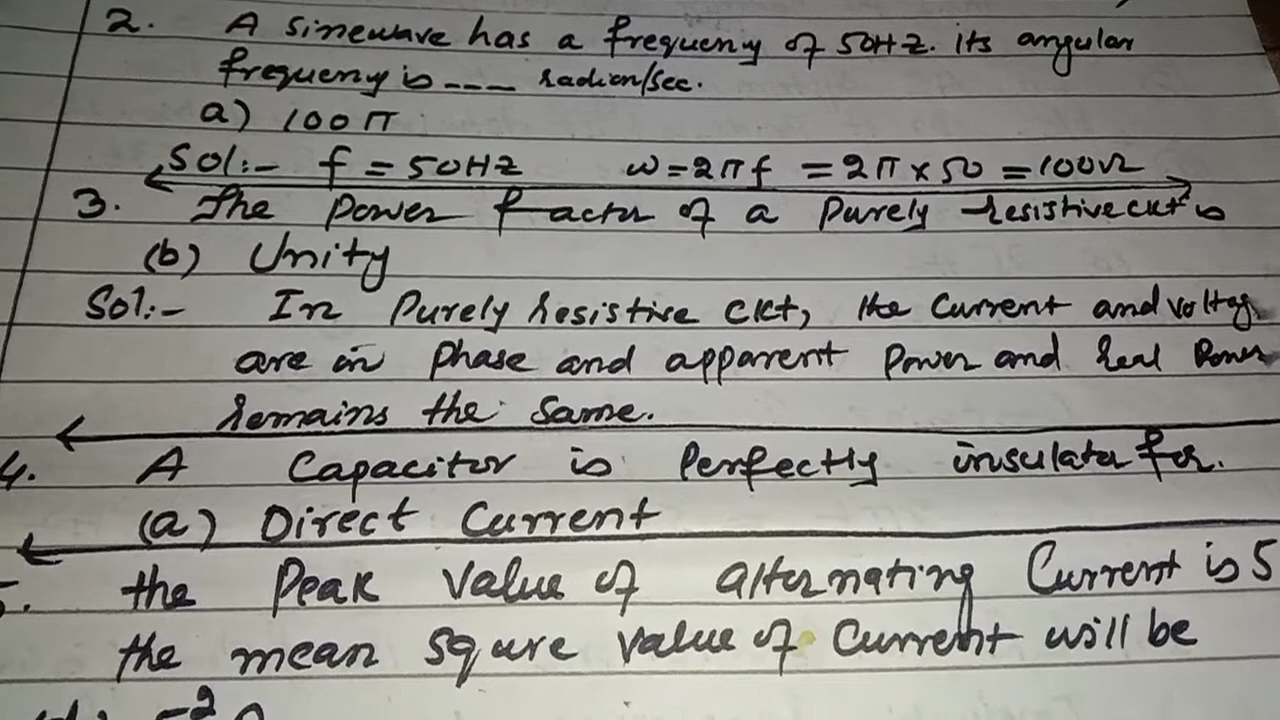 2. A sinewave has a frequency of 50HZ. its angular
frequency is --- radian/sec.
a) 100π
Sol:- f = 50HZ ω = 2πf = 2π × 50 = 100π
3. The Power factor of a Purely resistive ckt is
(b) Unity
Sol:- In Purely resistive ckt, the Current and voltag
are in phase and apparent Power and real Power
remains the same.
4. A Capacitor is Perfectly insulator for.
(a) Direct Current
5. the Peak Value of alternating Current is 5
the mean square value of Current will be